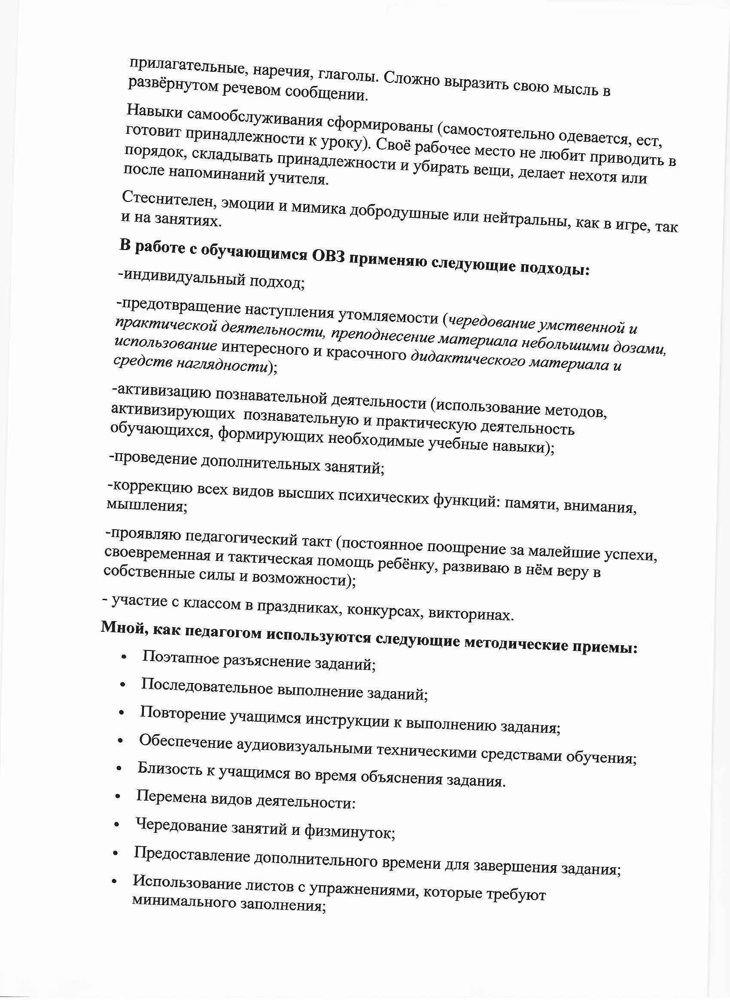 прилагательные, наречия, глаголы. Сложно выразить свою мысль в
развёрнутом речевом сообщении.
Навыки самообслуживания сформированы (самостоятельно одевается, ест,
готовит принадлежности к уроку). Своё рабочее место не любит приводить в
порядок, складывать принадлежности и убирать вещи, делает нехотя или
после напоминаний учителя.
Стеснителен, эмоции и мимика добродушные или нейтральны, как в игре, так
и на занятиях.
В работе с обучающимся ОВЗ применяю следующие подходы:
-индивидуальный подход;
-предотвращение наступления утомляемости (чередование умственной и
практической деятельности, преподнесение материала небольшими дозами,
использование интересного и красочного дидактического материала и
средств наглядности);
-активизацию познавательной деятельности (использование методов,
активизирующих  познавательную и практическую деятельность
обучающихся, формирующих необходимые учебные навыки);
-проведение дополнительных занятий;
-коррекцию всех видов высших психических функций: памяти, внимания,
мышления;
-проявляю педагогический такт (постоянное поощрение за малейшие успехи,
своевременная и тактическая помощь ребёнку, развиваю в нём веру в
собственные силы и возможности);
- участие с классом в праздниках, конкурсах, викторинах.
Мной, как педагогом используются следующие методические приемы:
• Поэтапное разъяснение заданий;
• Последовательное выполнение заданий;
• Повторение учащимся инструкции к выполнению задания;
• Обеспечение аудиовизуальными техническими средствами обучения;
• Близость к учащимся во время объяснения задания.
• Перемена видов деятельности:
• Чередование занятий и физминуток;
• Предоставление дополнительного времени для завершения задания;
• Использование листов с упражнениями, которые требуют
минимального заполнения;